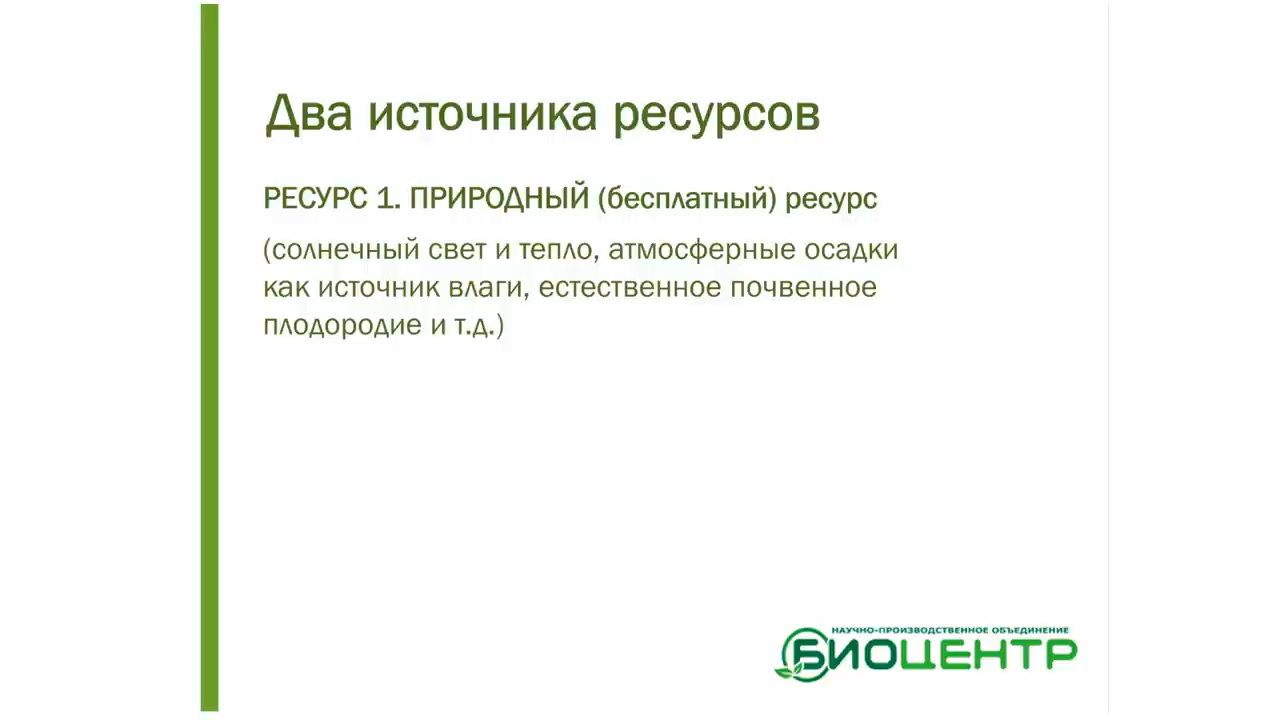 Два источника ресурсов
РЕСУРС 1. ПРИРОДНЫЙ (бесплатный) ресурс
(солнечный свет и тепло, атмосферные осадки
как источник влаги, естественное почвенное
плодородие и т.д.)
НАУЧНО-ПРОИЗВОДСТВЕННОЕ ОБЪЕДИНЕНИЕ
БИОЦЕНТР